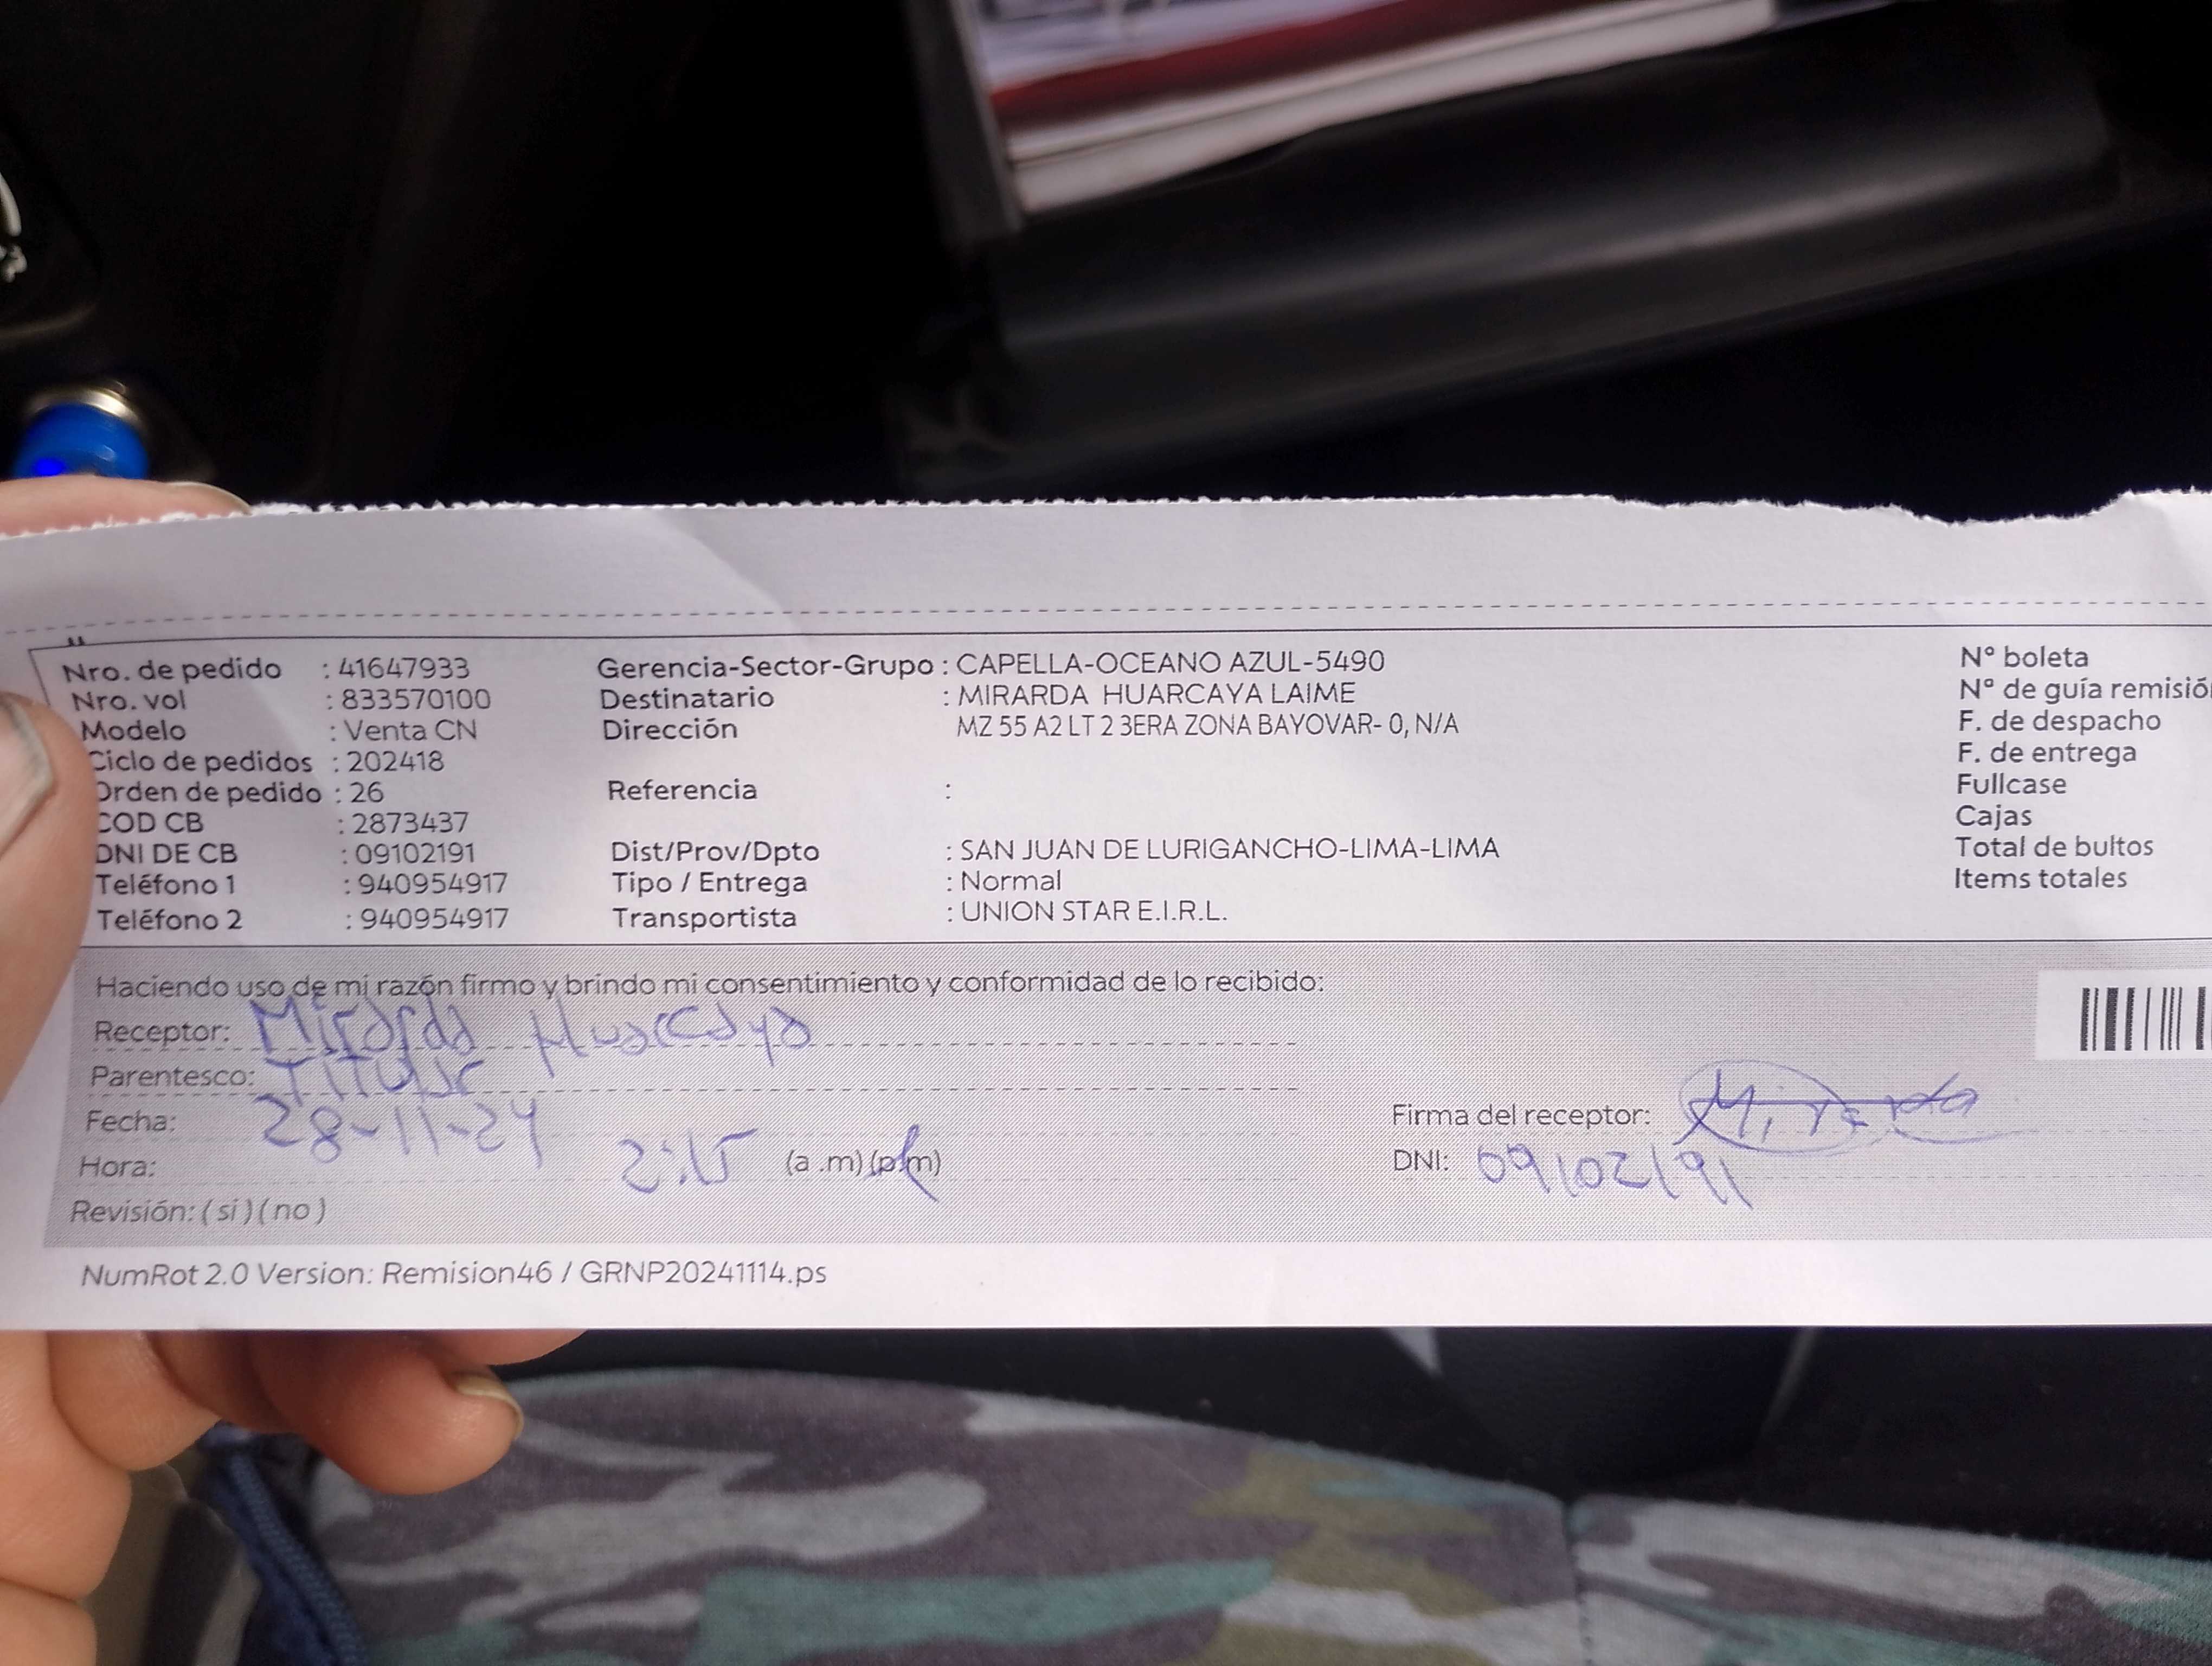 Nro. de pedido : 41647933 Gerencia-Sector-Grupo : CAPELLA-OCEANO AZUL-5490 N° boleta
Nro. vol : 833570100 Destinatario : MIRARDA HUARCAYA LAIME N° de guía remisió
Modelo : Venta CN Dirección MZ 55 A2 LT 2 3ERA ZONA BAYOVAR- 0, N/A F. de despacho
Ciclo de pedidos : 202418 F. de entrega
Orden de pedido : 26 Referencia : Fullcase
COD CB : 2873437 Cajas
DNI DE CB : 09102191 Dist/Prov/Dpto : SAN JUAN DE LURIGANCHO-LIMA-LIMA Total de bultos
Teléfono 1 : 940954917 Tipo / Entrega : Normal Items totales
Teléfono 2 : 940954917 Transportista : UNION STAR E.I.R.L.
Haciendo uso de mi razón firmo y brindo mi consentimiento y conformidad de lo recibido:
Receptor: Mirarda Huarcaya
Parentesco: Titular
Fecha: 28-11-24 Firma del receptor: Mirarda
Hora: 2:15 (a .m) (p.m) DNI: 09102191
Revisión: ( si ) ( no )
NumRot 2.0 Version: Remision46 / GRNP20241114.ps